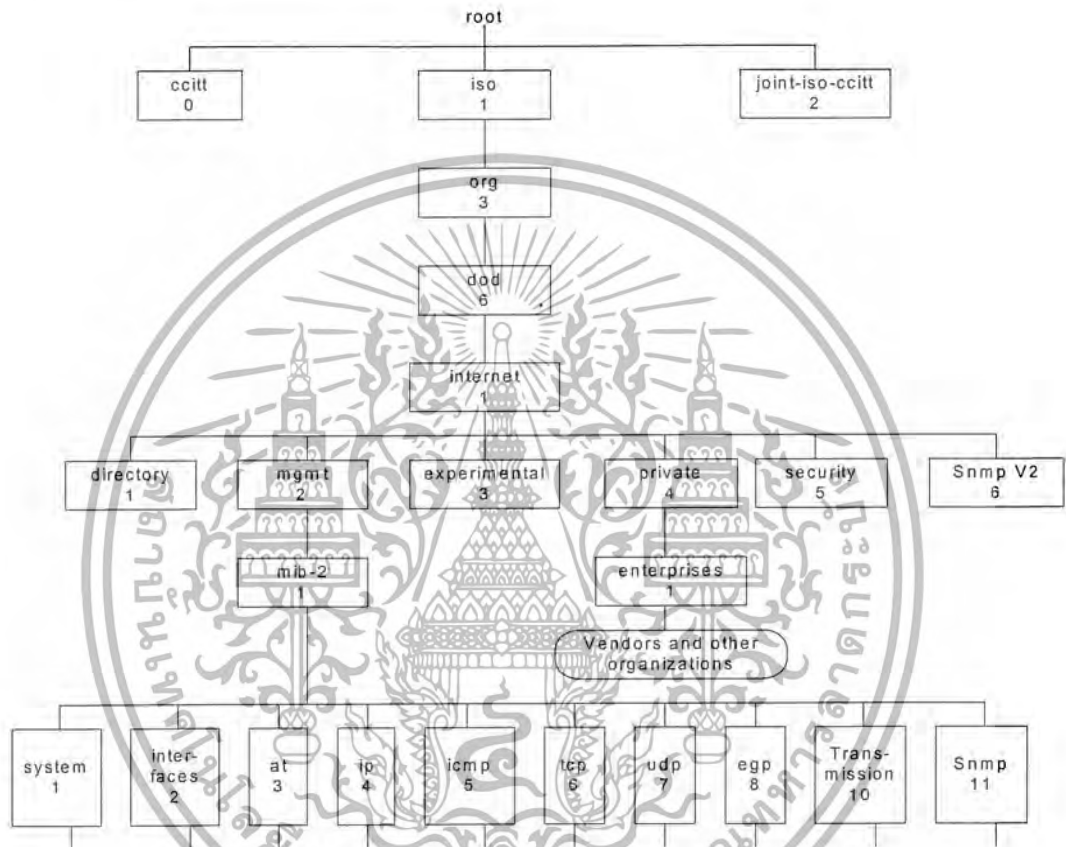 root
ccitt
0
iso
1
joint-iso-ccitt
2
org
3
dod
6
internet
1
directory
1
mgmt
2
experimental
3
private
4
security
5
Snmp V2
6
mib-2
1
enterprises
1
Vendors and other
organizations
system
1
inter-
faces
2
at
3
ip
4
icmp
5
tcp
6
udp
7
egp
8
Trans-
mission
10
Snmp
11